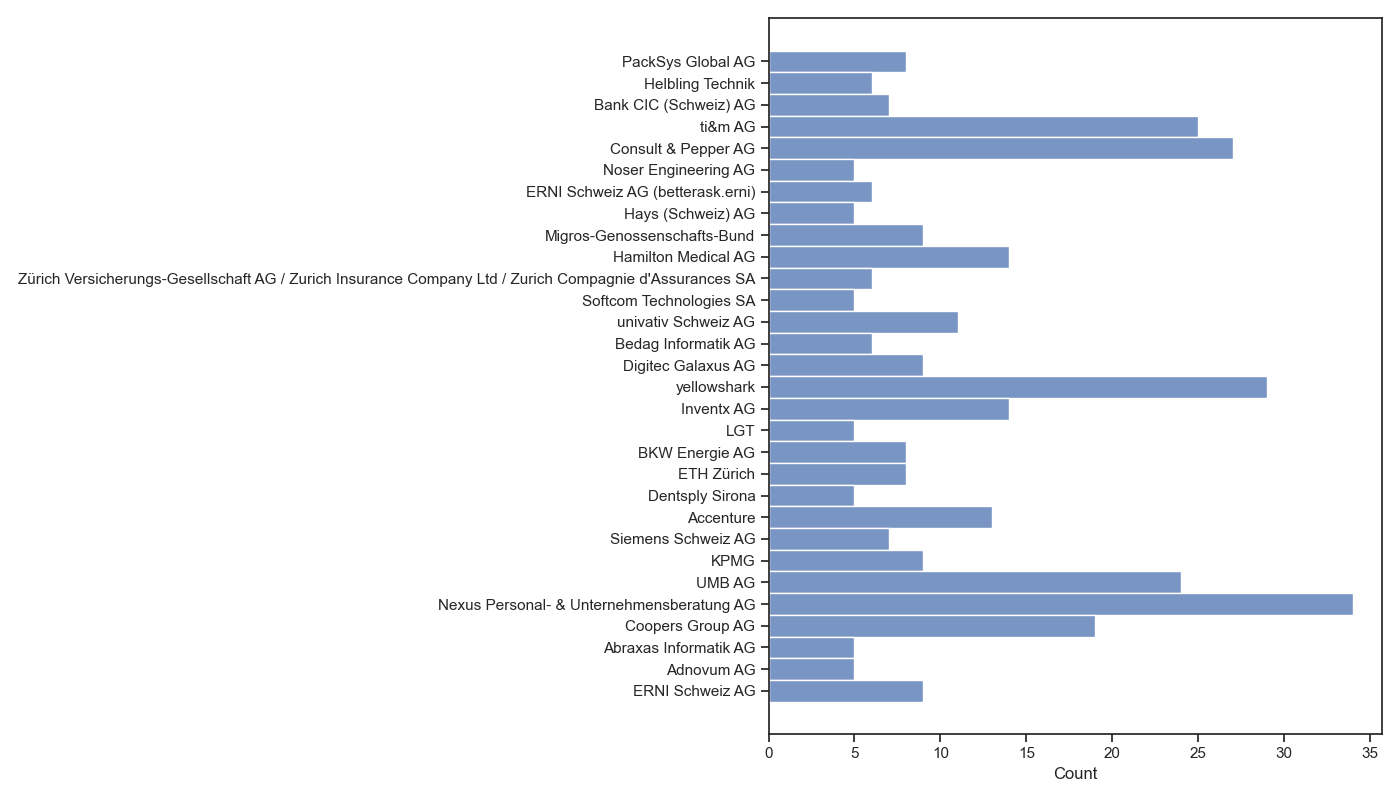 PackSys Global AG
Helbling Technik
Bank CIC (Schweiz) AG
ti&m AG
Consult & Pepper AG
Noser Engineering AG
ERNI Schweiz AG (betterask.erni)
Hays (Schweiz) AG
Migros-Genossenschafts-Bund
Hamilton Medical AG
Zürich Versicherungs-Gesellschaft AG / Zurich Insurance Company Ltd / Zurich Compagnie d'Assurances SA
Softcom Technologies SA
univativ Schweiz AG
Bedag Informatik AG
Digitec Galaxus AG
yellowshark
Inventx AG
LGT
BKW Energie AG
ETH Zürich
Dentsply Sirona
Accenture
Siemens Schweiz AG
KPMG
UMB AG
Nexus Personal- & Unternehmensberatung AG
Coopers Group AG
Abraxas Informatik AG
Adnovum AG
ERNI Schweiz AG
0 5 10 15 20 25 30 35
Count